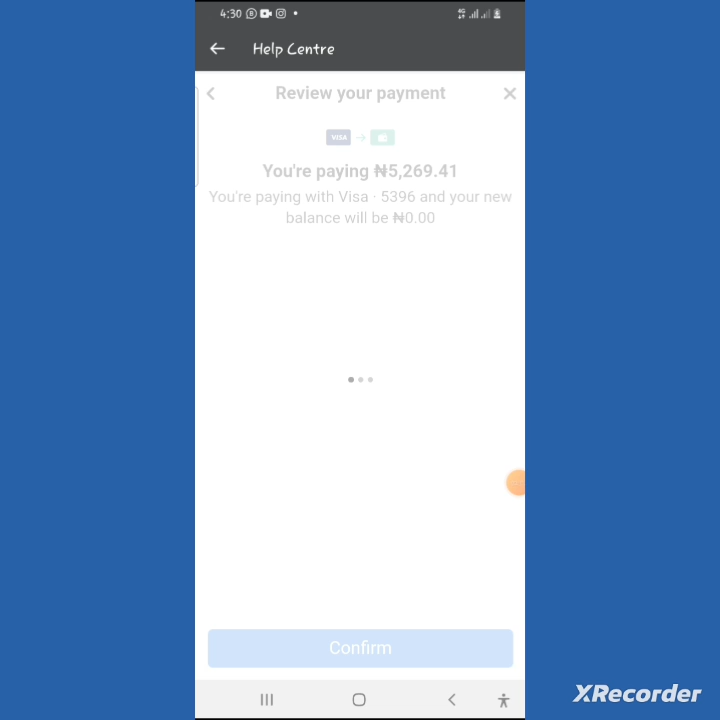 4:30
4G
Help Centre
Review your payment
VISA
You're paying ₦5,269.41
You're paying with Visa · 5396 and your new
balance will be ₦0.00
Confirm
XRecorder